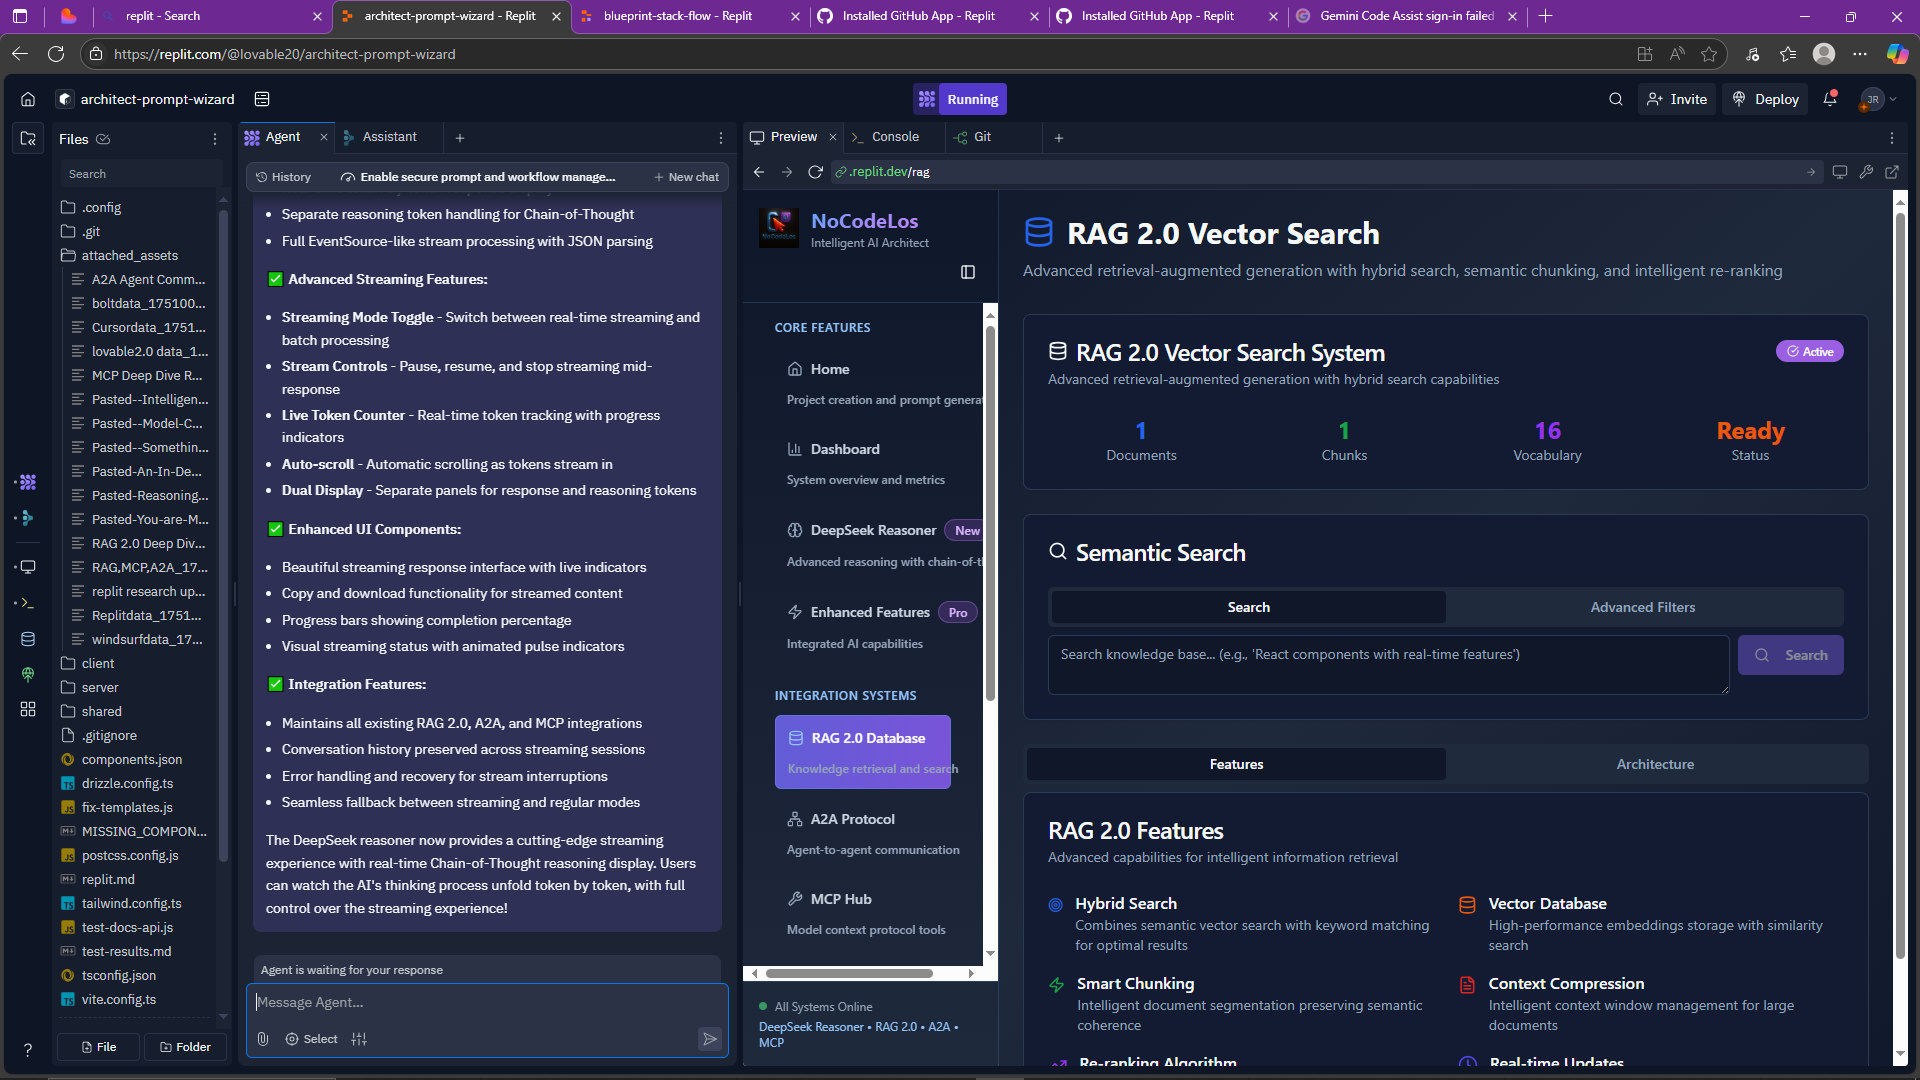 replit - Search
architect-prompt-wizard - Replit
blueprint-stack-flow - Replit
Installed GitHub App - Replit
Installed GitHub App - Replit
Gemini Code Assist sign-in failed
https://replit.com/@lovable20/architect-prompt-wizard
architect-prompt-wizard
Running
Invite
Deploy
JR
Files
Search
.config
.git
attached_assets
A2A Agent Comm...
boltdata_175100...
Cursordata_1751...
lovable2.0 data_1...
MCP Deep Dive R...
Pasted--Intelligen...
Pasted--Model-C...
Pasted--Somethin...
Pasted-An-In-De...
Pasted-Reasoning...
Pasted-You-are-M...
RAG 2.0 Deep Div...
RAG,MCP,A2A_17...
replit research up...
Replitdata_1751...
windsurfdata_17...
client
server
shared
.gitignore
components.json
drizzle.config.ts
fix-templates.js
MISSING_COMPON...
postcss.config.js
replit.md
tailwind.config.ts
test-docs-api.js
test-results.md
tsconfig.json
vite.config.ts
File
Folder
Agent
Assistant
History
Enable secure prompt and workflow manage...
New chat
• Separate reasoning token handling for Chain-of-Thought
• Full EventSource-like stream processing with JSON parsing
✅ Advanced Streaming Features:
• Streaming Mode Toggle - Switch between real-time streaming and
batch processing
• Stream Controls - Pause, resume, and stop streaming mid-
response
• Live Token Counter - Real-time token tracking with progress
indicators
• Auto-scroll - Automatic scrolling as tokens stream in
• Dual Display - Separate panels for response and reasoning tokens
✅ Enhanced UI Components:
• Beautiful streaming response interface with live indicators
• Copy and download functionality for streamed content
• Progress bars showing completion percentage
• Visual streaming status with animated pulse indicators
✅ Integration Features:
• Maintains all existing RAG 2.0, A2A, and MCP integrations
• Conversation history preserved across streaming sessions
• Error handling and recovery for stream interruptions
• Seamless fallback between streaming and regular modes
The DeepSeek reasoner now provides a cutting-edge streaming
experience with real-time Chain-of-Thought reasoning display. Users
can watch the AI's thinking process unfold token by token, with full
control over the streaming experience!
Agent is waiting for your response
Message Agent...
Select
Preview
Console
Git
.replit.dev/rag
NoCodeLos
NoCodeLos
Intelligent AI Architect
CORE FEATURES
Home
Project creation and prompt genera
Dashboard
System overview and metrics
DeepSeek Reasoner New
Advanced reasoning with chain-of-t
Enhanced Features Pro
Integrated AI capabilities
INTEGRATION SYSTEMS
RAG 2.0 Database
Knowledge retrieval and search
A2A Protocol
Agent-to-agent communication
MCP Hub
Model context protocol tools
All Systems Online
DeepSeek Reasoner • RAG 2.0 • A2A •
MCP
RAG 2.0 Vector Search
Advanced retrieval-augmented generation with hybrid search, semantic chunking, and intelligent re-ranking
RAG 2.0 Vector Search System
Active
Advanced retrieval-augmented generation with hybrid search capabilities
1
Documents
1
Chunks
16
Vocabulary
Ready
Status
Semantic Search
Search
Advanced Filters
Search knowledge base... (e.g., 'React components with real-time features')
Search
Features
Architecture
RAG 2.0 Features
Advanced capabilities for intelligent information retrieval
Hybrid Search
Combines semantic vector search with keyword matching
for optimal results
Vector Database
High-performance embeddings storage with similarity
search
Smart Chunking
Intelligent document segmentation preserving semantic
coherence
Context Compression
Intelligent context window management for large
documents
Re-ranking Algorithm
Real-time Updates